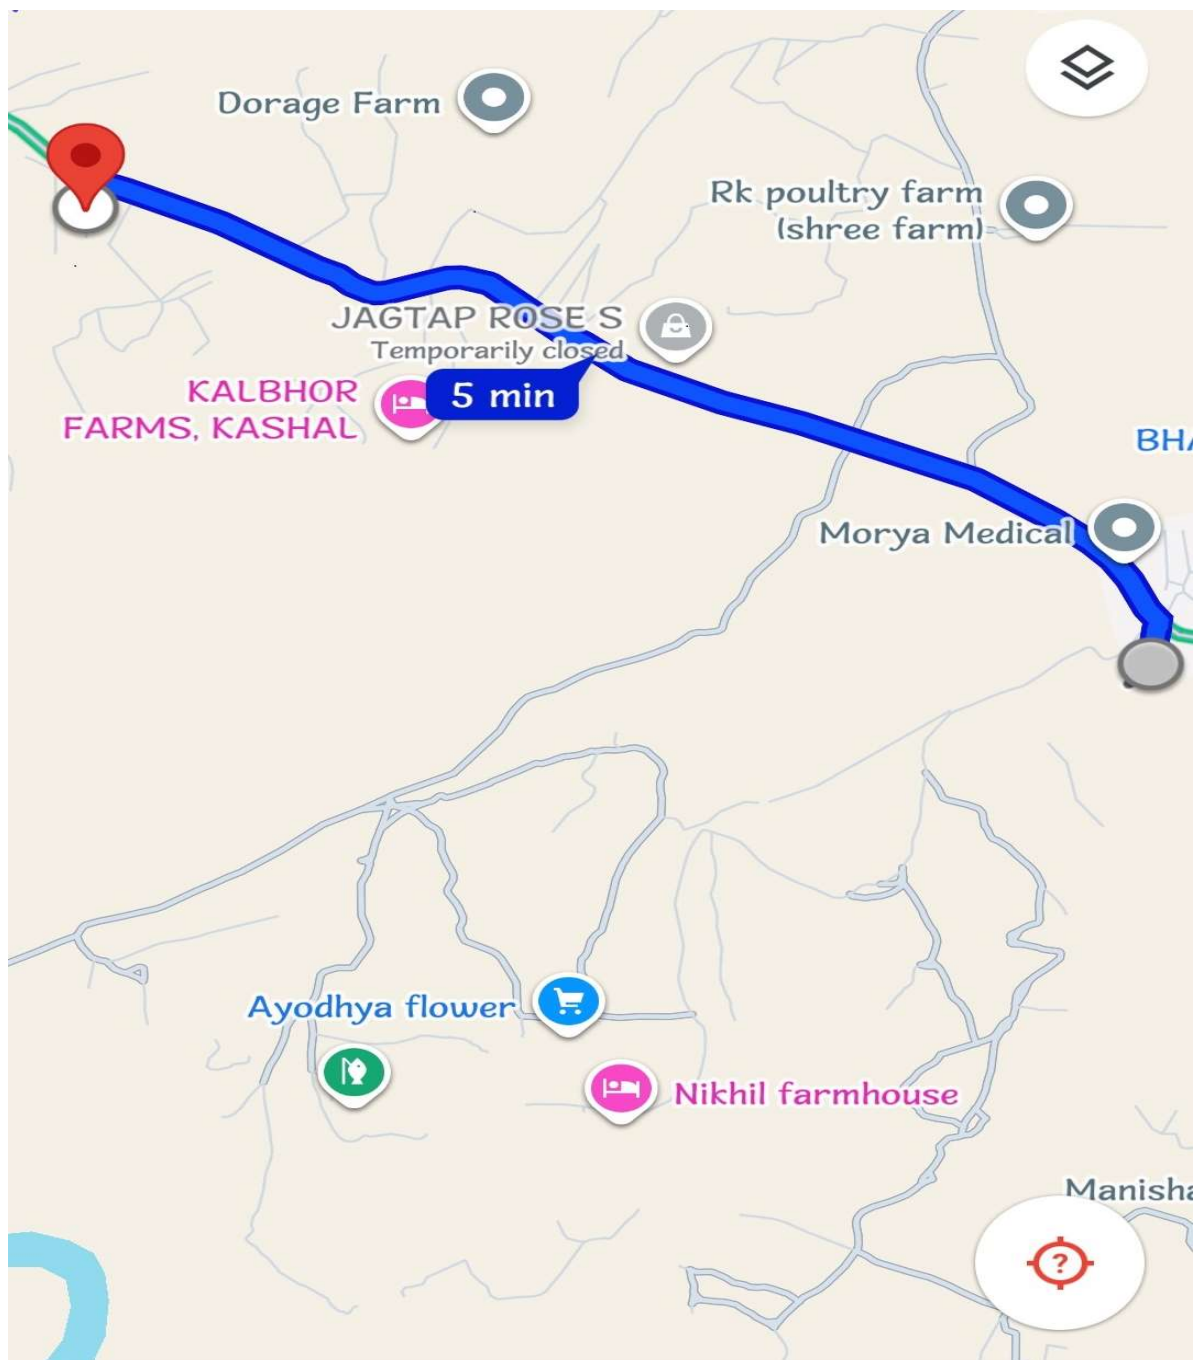 Dorage Farm
Rk poultry farm
(shree farm)
JAGTAP ROSE S
Temporarily closed
KALBHOR
FARMS, KASHAL
5 min
BHA
Morya Medical
Ayodhya flower
Nikhil farmhouse
Manisha
?